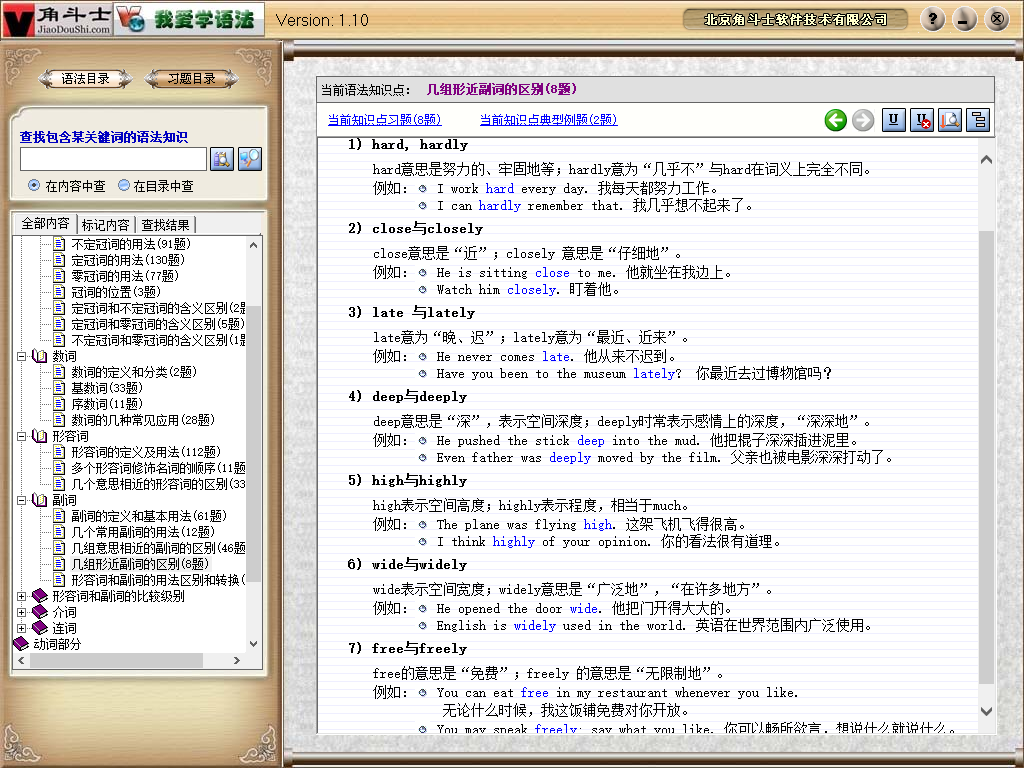 角斗士
JiaoDouShi.com
我爱学语法
Version: 1.10
北京角斗士软件技术有限公司
语法目录
习题目录
查找包含某关键词的语法知识
在内容中查
在目录中查
全部内容
标记内容
查找结果
不定冠词的用法(91题)
定冠词的用法(130题)
零冠词的用法(77题)
冠词的位置(3题)
定冠词和不定冠词的含义区别(2题
定冠词和零冠词的含义区别(5题)
不定冠词和零冠词的含义区别(1题
数词
数词的定义和分类(2题)
基数词(33题)
序数词(11题)
数词的几种常见应用(28题)
形容词
形容词的定义及用法(112题)
多个形容词修饰名词的顺序(11题
几个意思相近的形容词的区别(33
副词
副词的定义和基本用法(61题)
几个常用副词的用法(12题)
几组意思相近的副词的区别(46题
几组形近副词的区别(8题)
形容词和副词的用法区别和转换(
形容词和副词的比较级别
介词
连词
动词部分
当前语法知识点: 几组形近副词的区别(8题)
当前知识点习题(8题)
当前知识点典型例题(2题)
1) hard, hardly
hard意思是努力的、牢固地等；hardly意为“几乎不”与hard在词义上完全不同。
例如: I work hard every day. 我每天都努力工作。
I can hardly remember that. 我几乎想不起来了。
2) close与closely
close意思是“近”；closely 意思是“仔细地”。
例如: He is sitting close to me. 他就坐在我边上。
Watch him closely. 盯着他。
3) late 与lately
late意为“晚、迟”；lately意为“最近、近来”。
例如: He never comes late. 他从来不迟到。
Have you been to the museum lately? 你最近去过博物馆吗?
4) deep与deeply
deep意思是“深”，表示空间深度；deeply时常表示感情上的深度，“深深地”。
例如: He pushed the stick deep into the mud. 他把棍子深深插进泥里。
Even father was deeply moved by the film. 父亲也被电影深深打动了。
5) high与highly
high表示空间高度；highly表示程度，相当于much。
例如: The plane was flying high. 这架飞机飞得很高。
I think highly of your opinion. 你的看法很有道理。
6) wide与widely
wide表示空间宽度；widely意思是“广泛地”，“在许多地方”。
例如: He opened the door wide. 他把门开得大大的。
English is widely used in the world. 英语在世界范围内广泛使用。
7) free与freely
free的意思是“免费”；freely 的意思是“无限制地”。
例如: You can eat free in my restaurant whenever you like.
无论什么时候，我这饭铺免费对你开放。
You may speak freely; say what you like. 你可以畅所欲言，想说什么就说什么。